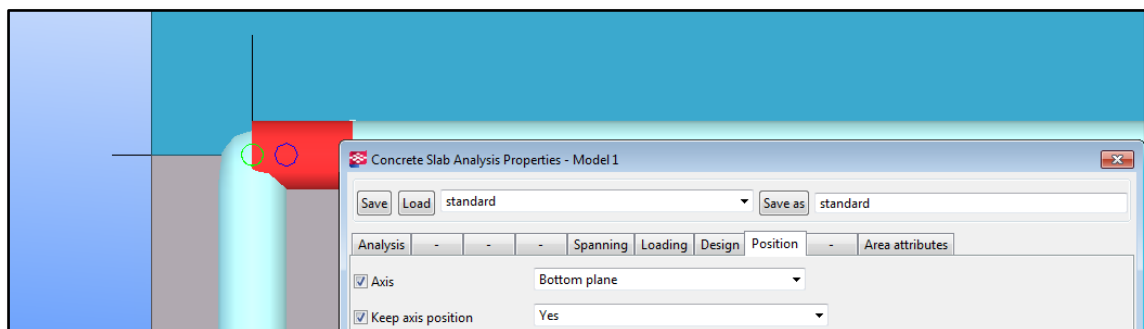 Concrete Slab Analysis Properties - Model 1
Save Load standard Save as standard
Analysis - - - Spanning Loading Design Position - Area attributes
Axis Bottom plane
Keep axis position Yes